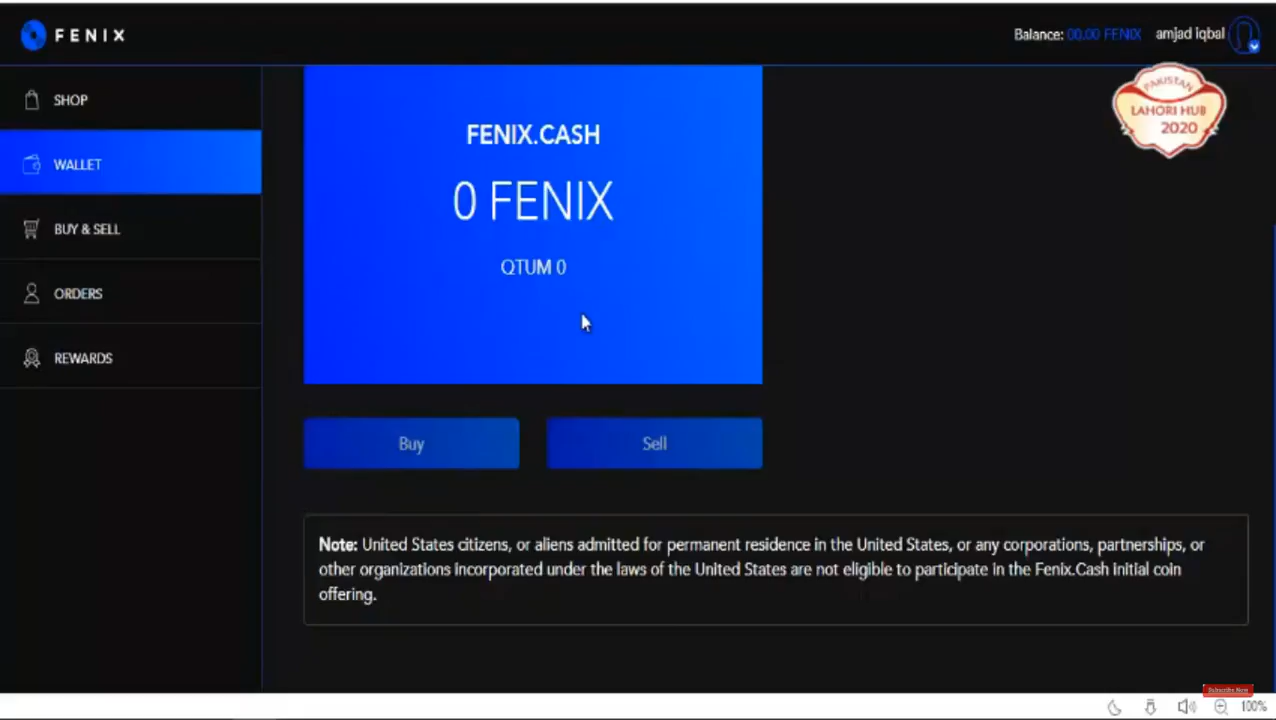 FENIX
Balance: 00.00 FENIX amjad iqbal
SHOP
WALLET
BUY & SELL
ORDERS
REWARDS
PAKISTAN
LAHORI HUB
2020
FENIX.CASH
0 FENIX
QTUM 0
Buy
Sell
Note: United States citizens, or aliens admitted for permanent residence in the United States, or any corporations, partnerships, or
other organizations incorporated under the laws of the United States are not eligible to participate in the Fenix.Cash initial coin
offering.
Subscribe Now
100%